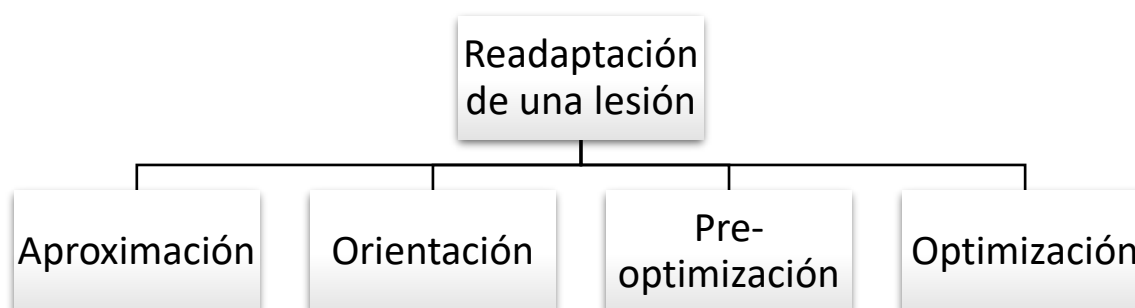 Readaptación
de una lesión
Aproximación
Orientación
Pre-
optimización
Optimización